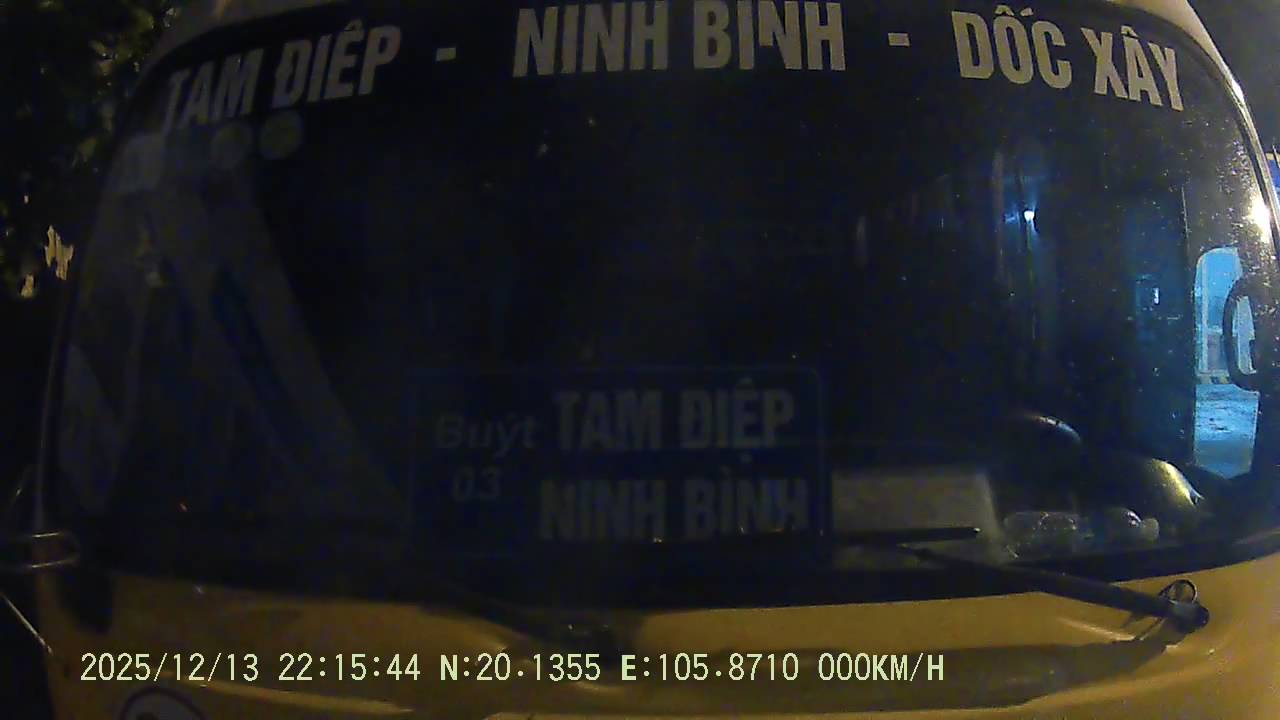 TAM ĐIỆP - NINH BÌNH - DỐC XÂY
Buýt 03
TAM ĐIỆP
NINH BÌNH
2025/12/13 22:15:44 N:20.1355 E:105.8710 000KM/H